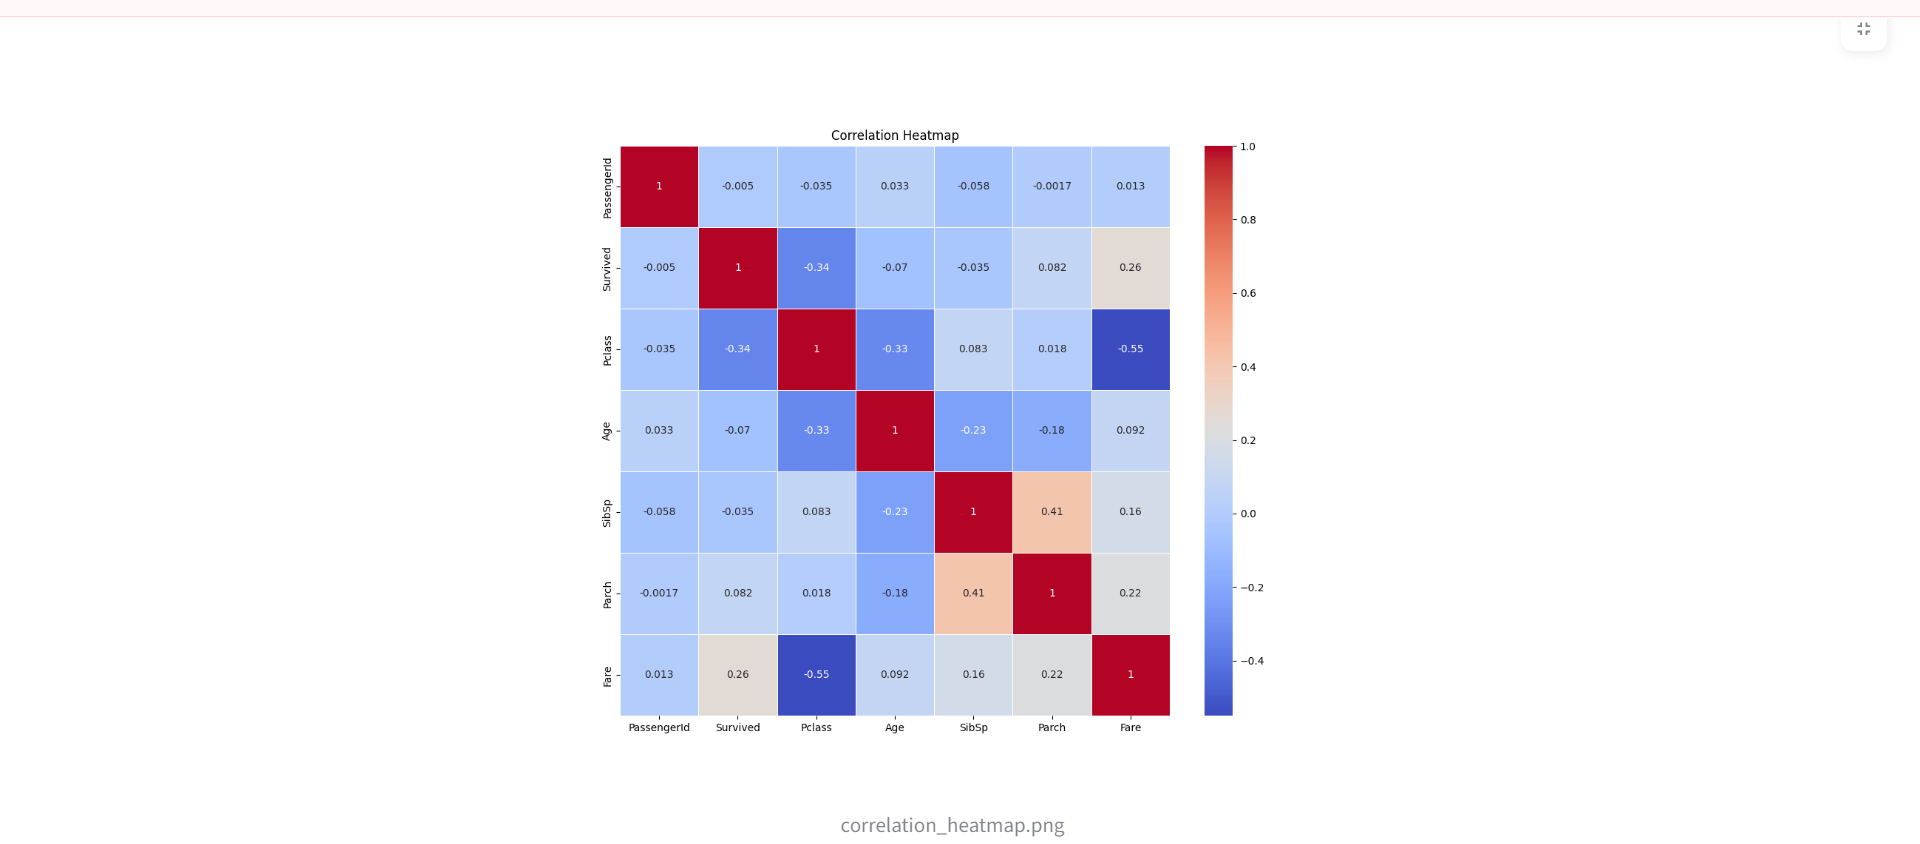 Correlation Heatmap
PassengerId 1 -0.005 -0.035 0.033 -0.058 -0.0017 0.013
Survived -0.005 1 -0.34 -0.07 -0.035 0.082 0.26
Pclass -0.035 -0.34 1 -0.33 0.083 0.018 -0.55
Age 0.033 -0.07 -0.33 1 -0.23 -0.18 0.092
SibSp -0.058 -0.035 0.083 -0.23 1 0.41 0.16
Parch -0.0017 0.082 0.018 -0.18 0.41 1 0.22
Fare 0.013 0.26 -0.55 0.092 0.16 0.22 1
PassengerId Survived Pclass Age SibSp Parch Fare
1.0
0.8
0.6
0.4
0.2
0.0
−0.2
−0.4
correlation_heatmap.png